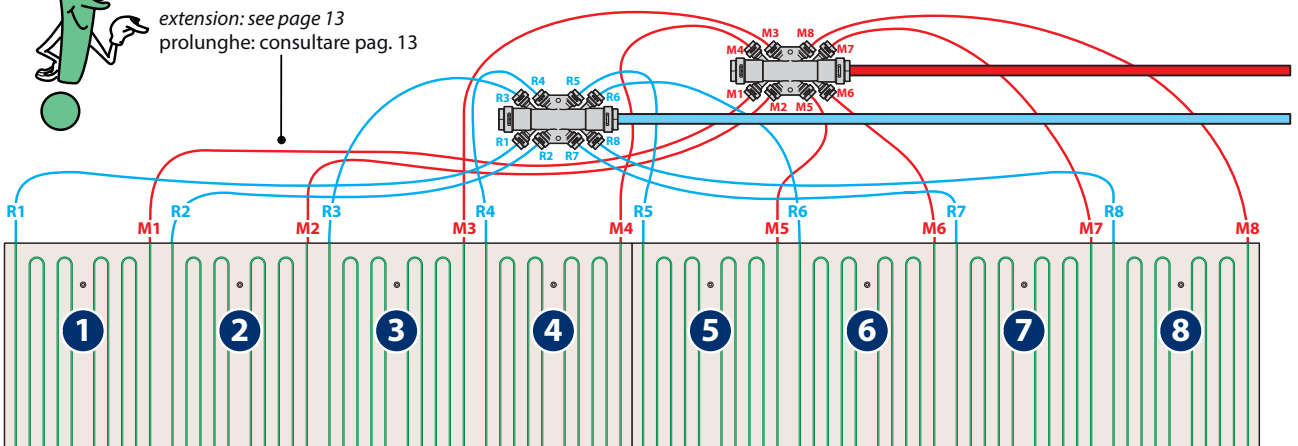 extension: see page 13
prolunghe: consultare pag. 13
M3 M8
M4 M7
M1 M6
M2 M5
R4 R5
R3 R6
R1 R8
R2 R7
R1 M1 R2 M2 R3 M3 R4 M4 R5 M5 R6 M6 R7 M7 R8 M8
1 2 3 4 5 6 7 8